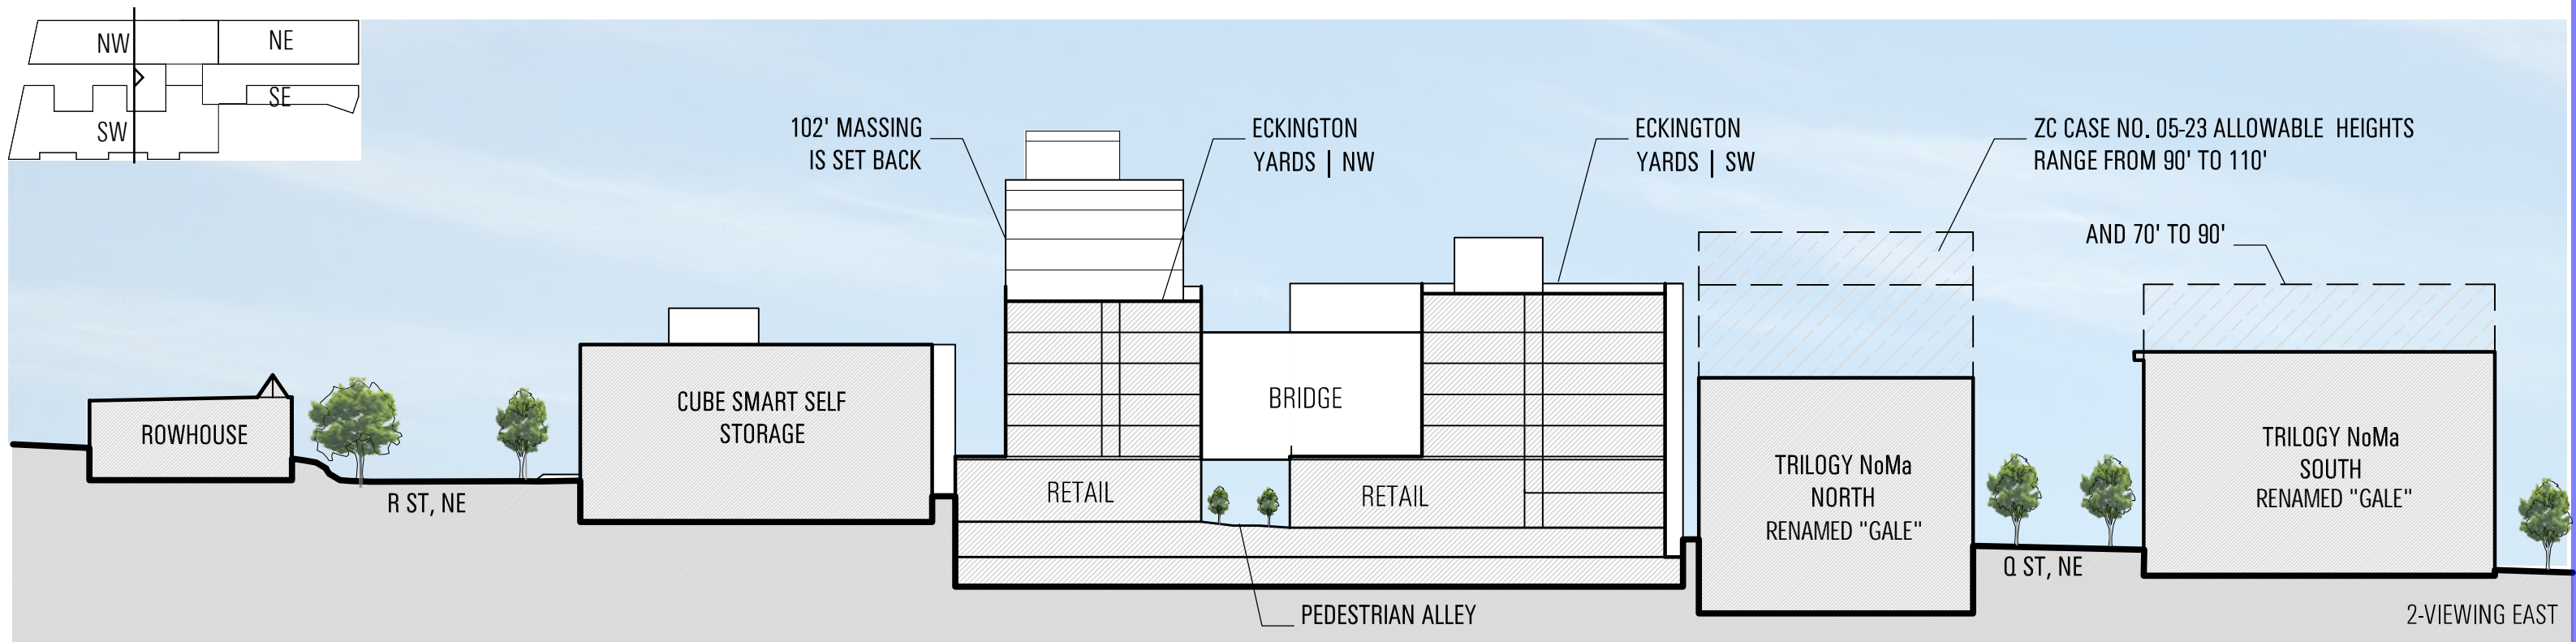 NW
NE
SE
SW
102' MASSING
IS SET BACK
ECKINGTON
YARDS | NW
ECKINGTON
YARDS | SW
ZC CASE NO. 05-23 ALLOWABLE HEIGHTS
RANGE FROM 90' TO 110'
AND 70' TO 90'
ROWHOUSE
R ST, NE
CUBE SMART SELF
STORAGE
BRIDGE
RETAIL
RETAIL
PEDESTRIAN ALLEY
TRILOGY NoMa
NORTH
RENAMED "GALE"
Q ST, NE
TRILOGY NoMa
SOUTH
RENAMED "GALE"
2-VIEWING EAST